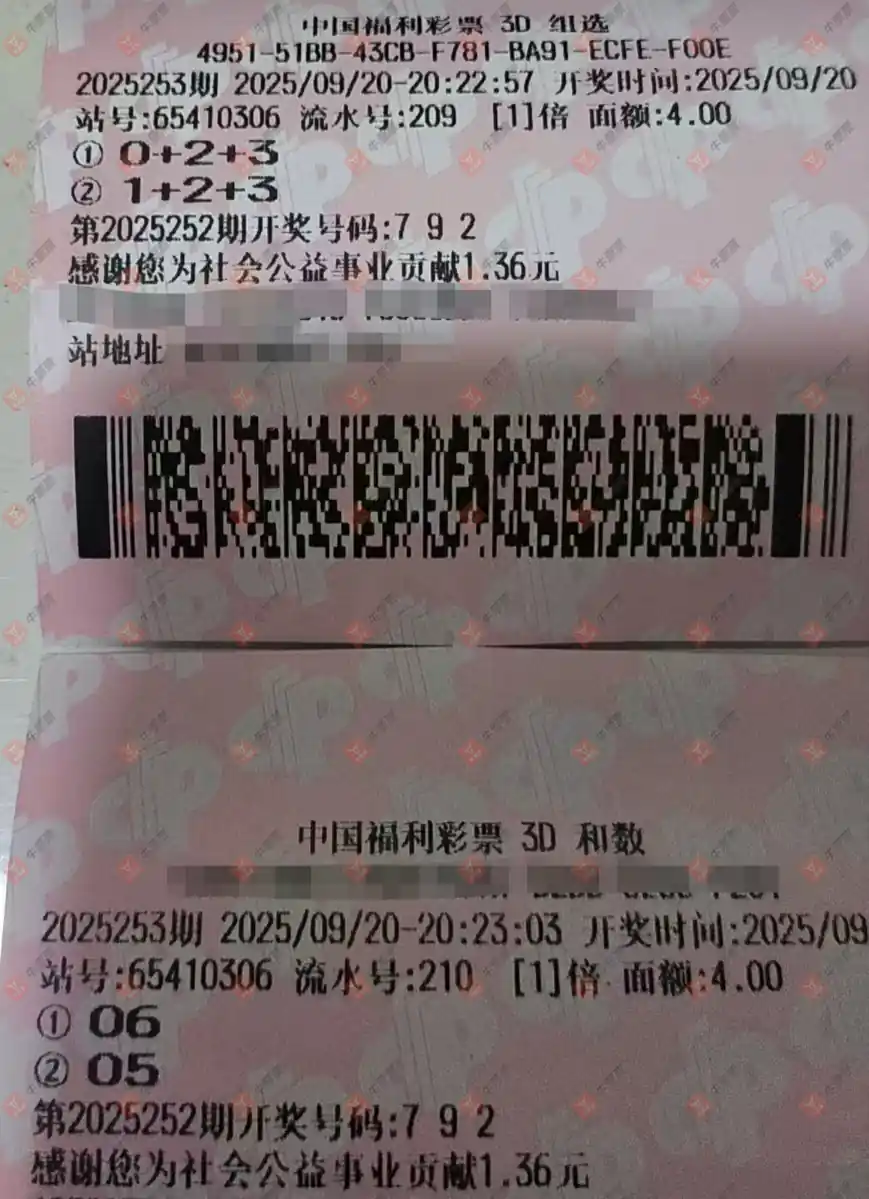 中国福利彩票 3D 组选
4951-51BB-43CB-F781-BA91-ECFE-F00E
2025253期 2025/09/20-20:22:57 开奖时间:2025/09/20
站号:65410306 流水号:209 [1]倍 面额:4.00
① 0+2+3
② 1+2+3
第2025252期开奖号码:7 9 2
感谢您为社会公益事业贡献1.36元
站地址
中国福利彩票 3D 和数
2025253期 2025/09/20-20:23:03 开奖时间:2025/09
站号:65410306 流水号:210 [1]倍 面额:4.00
① 06
② 05
第2025252期开奖号码:7 9 2
感谢您为社会公益事业贡献1.36元